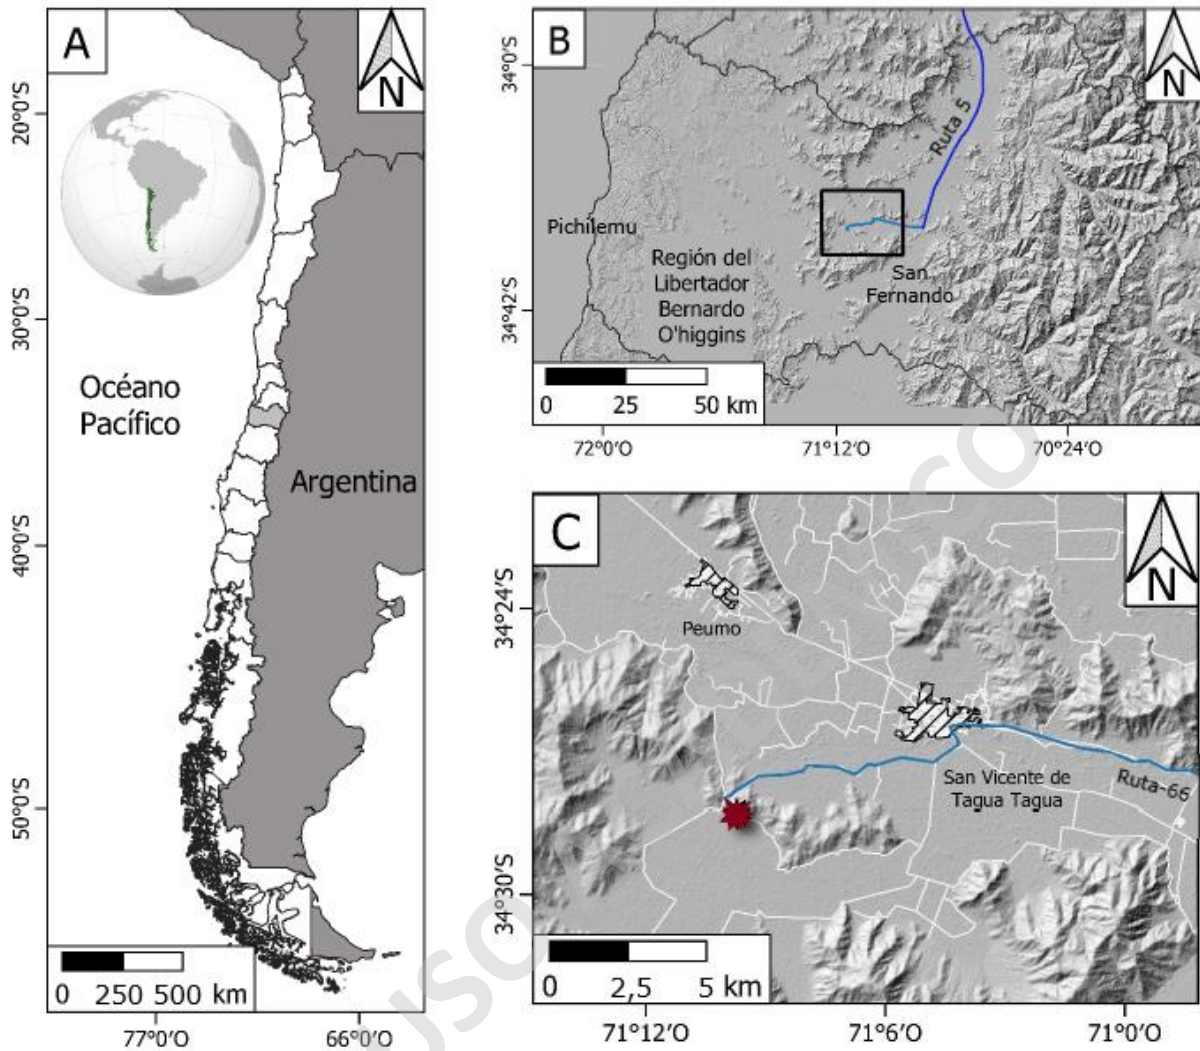 A
N
20°0'S
30°0'S
40°0'S
50°0'S
Océano
Pacífico
Argentina
0 250 500 km
77°0'O 66°0'O
B
N
34°0'S
34°42'S
Ruta 5
Pichilemu
Región del
Libertador
Bernardo
O'higgins
San
Fernando
0 25 50 km
72°0'O 71°12'O 70°24'O
C
N
34°24'S
34°30'S
Peumo
San Vicente de
Tagua Tagua
Ruta-66
0 2,5 5 km
71°12'O 71°6'O 71°0'O